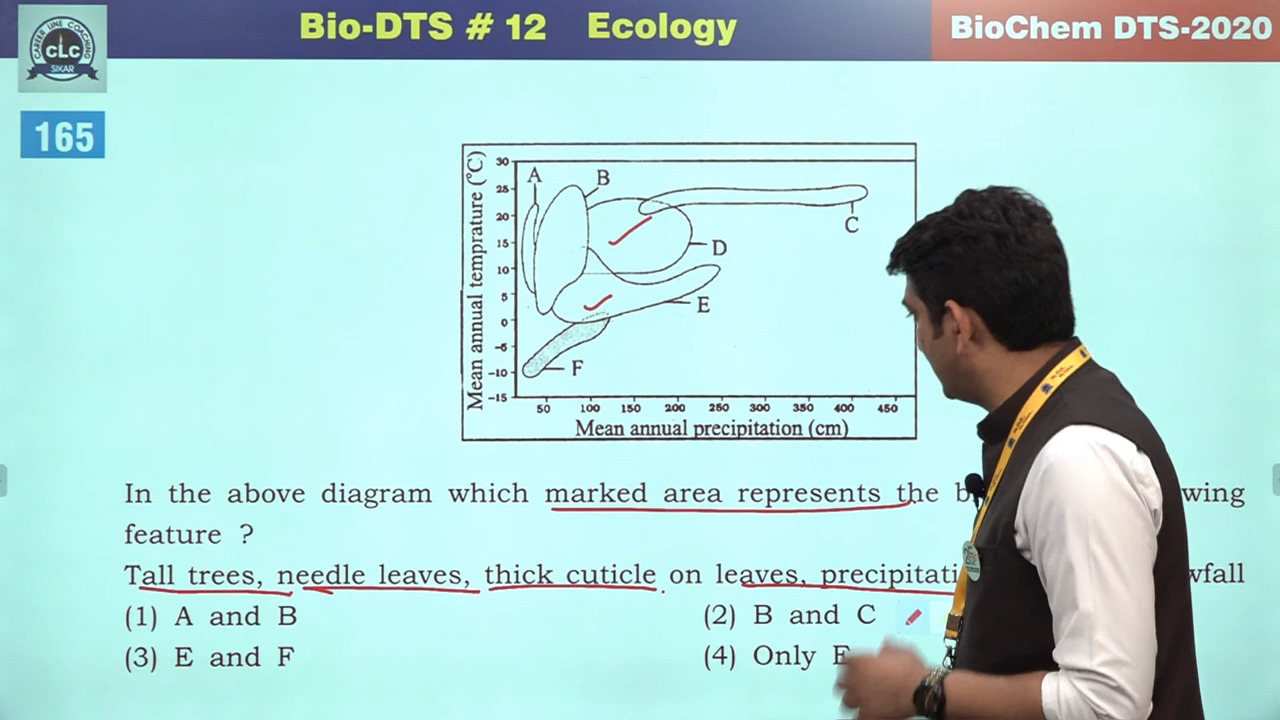 Bio-DTS # 12 Ecology
BioChem DTS-2020
CAREER LINE COACHING
CLC
SIKAR
165
Mean annual temprature (°C)
30
25
20
15
10
5
0
-5
-10
-15
A
B
C
D
E
F
50 100 150 200 250 300 350 400 450
Mean annual precipitation (cm)
In the above diagram which marked area represents the
feature ?
Tall trees, needle leaves, thick cuticle on leaves,
(1) A and B
(2) B and C
(3) E and F
(4) Only